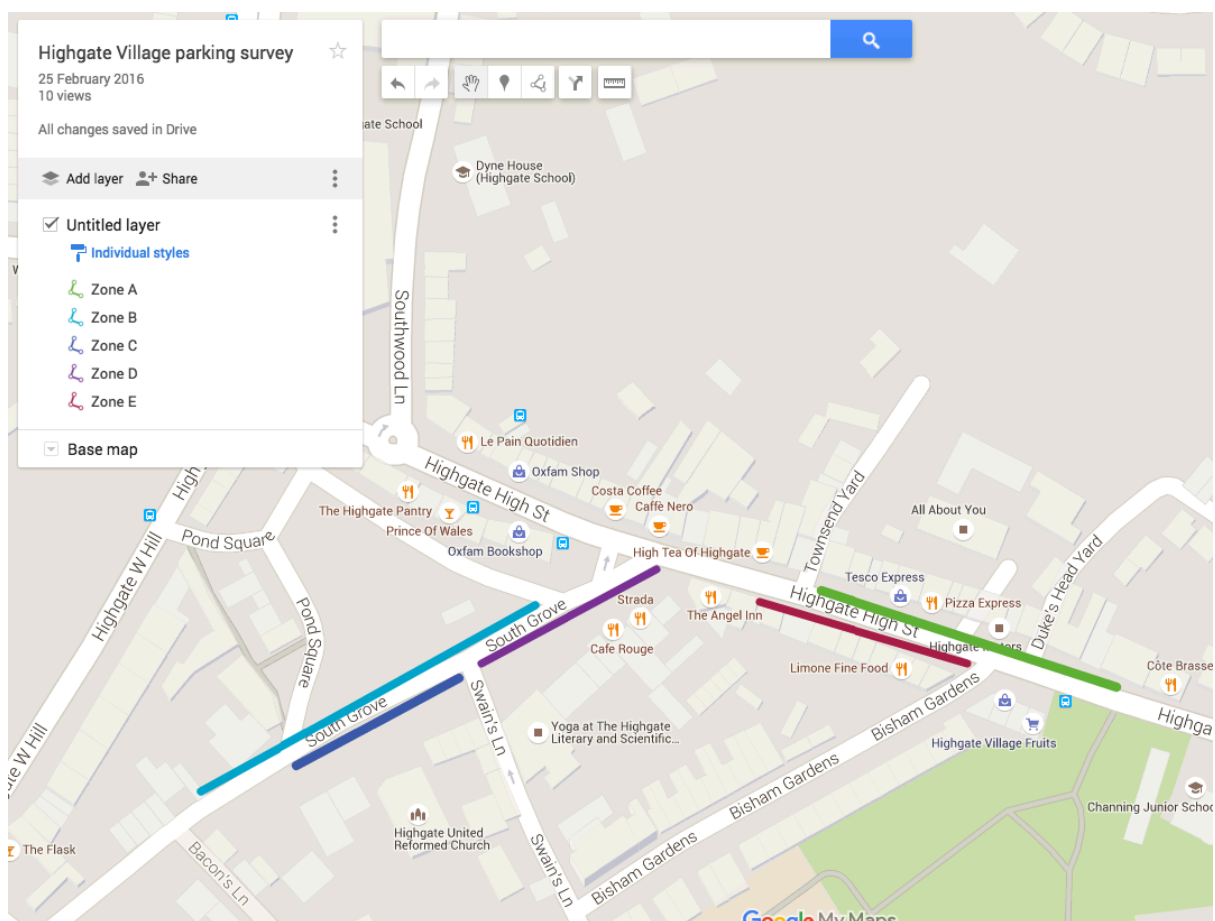 Highgate Village parking survey
25 February 2016
10 views
All changes saved in Drive
Add layer
Share
Untitled layer
Individual styles
Zone A
Zone B
Zone C
Zone D
Zone E
Base map
ate School
Dyne House
(Highgate School)
Southwood Ln
Le Pain Quotidien
Oxfam Shop
Highgate High St
Costa Coffee
Caffè Nero
The Highgate Pantry
Prince Of Wales
Oxfam Bookshop
High Tea Of Highgate
Townsend Yard
All About You
Duke's Head Yard
High
Pond Square
Highgate W Hill
Pond Square
South Grove
Strada
Cafe Rouge
The Angel Inn
Tesco Express
Pizza Express
Highgate High St
Limone Fine Food
Côte Brasse
Highga
South Grove
Swain's Ln
Yoga at The Highgate
Literary and Scientific...
Bisham Gardens
Highgate Village Fruits
gate W Hill
Bisham Gardens
Channing Junior Schoo
Highgate United
Reformed Church
The Flask
Bacon's Ln
Swain's Ln
Bisham Gardens
Google My Maps